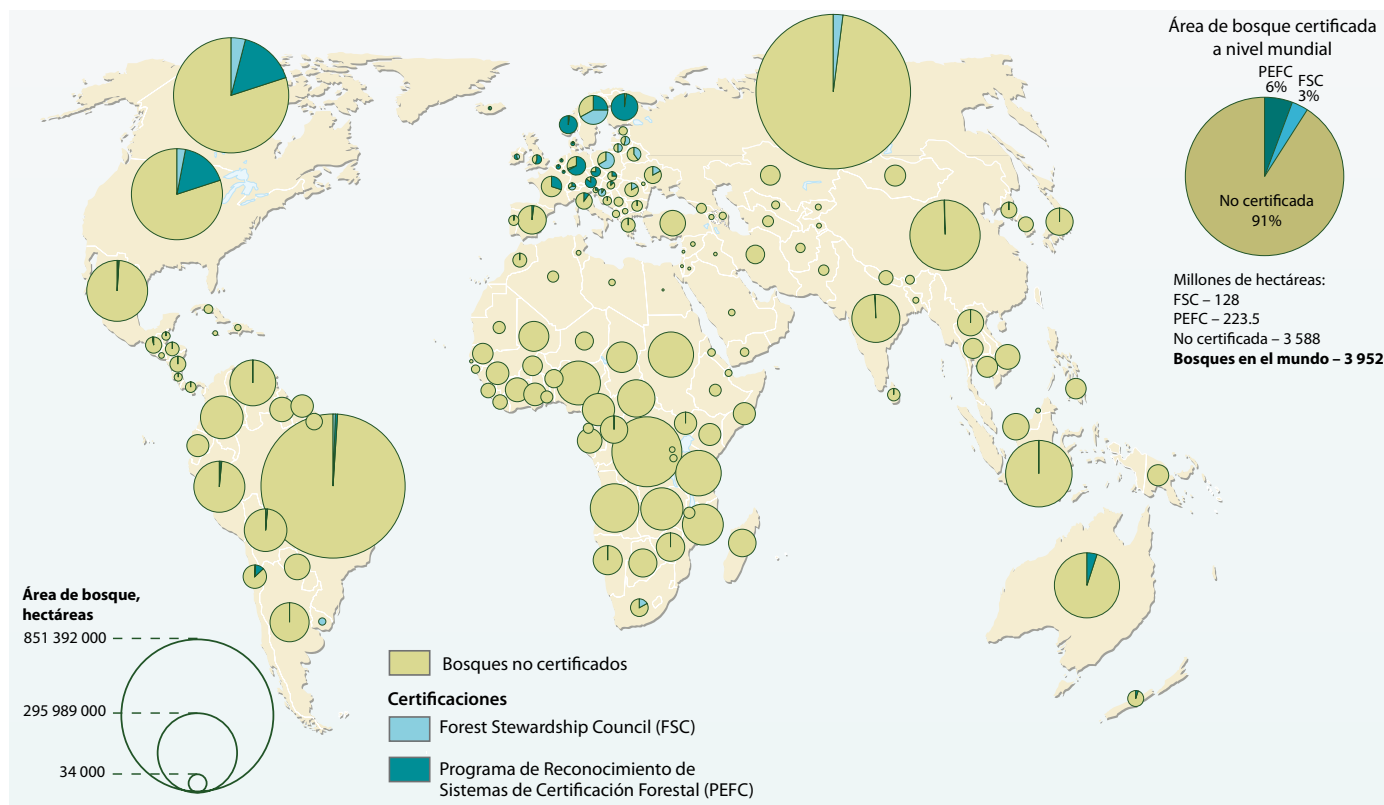 Área de bosque certificada
a nivel mundial
PEFC
6%
FSC
3%
No certificada
91%
Millones de hectáreas:
FSC – 128
PEFC – 223.5
No certificada – 3 588
Bosques en el mundo – 3 952
Área de bosque,
hectáreas
851 392 000
295 989 000
34 000
Bosques no certificados
Certificaciones
Forest Stewardship Council (FSC)
Programa de Reconocimiento de
Sistemas de Certificación Forestal (PEFC)